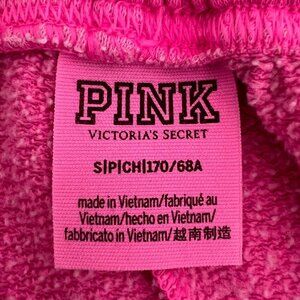 PINK
VICTORIA'S SECRET
S|P|CH|170/68A
made in Vietnam/fabriqué au
Vietnam/hecho en Vietnam/
fabbricato in Vietnam/越南制造